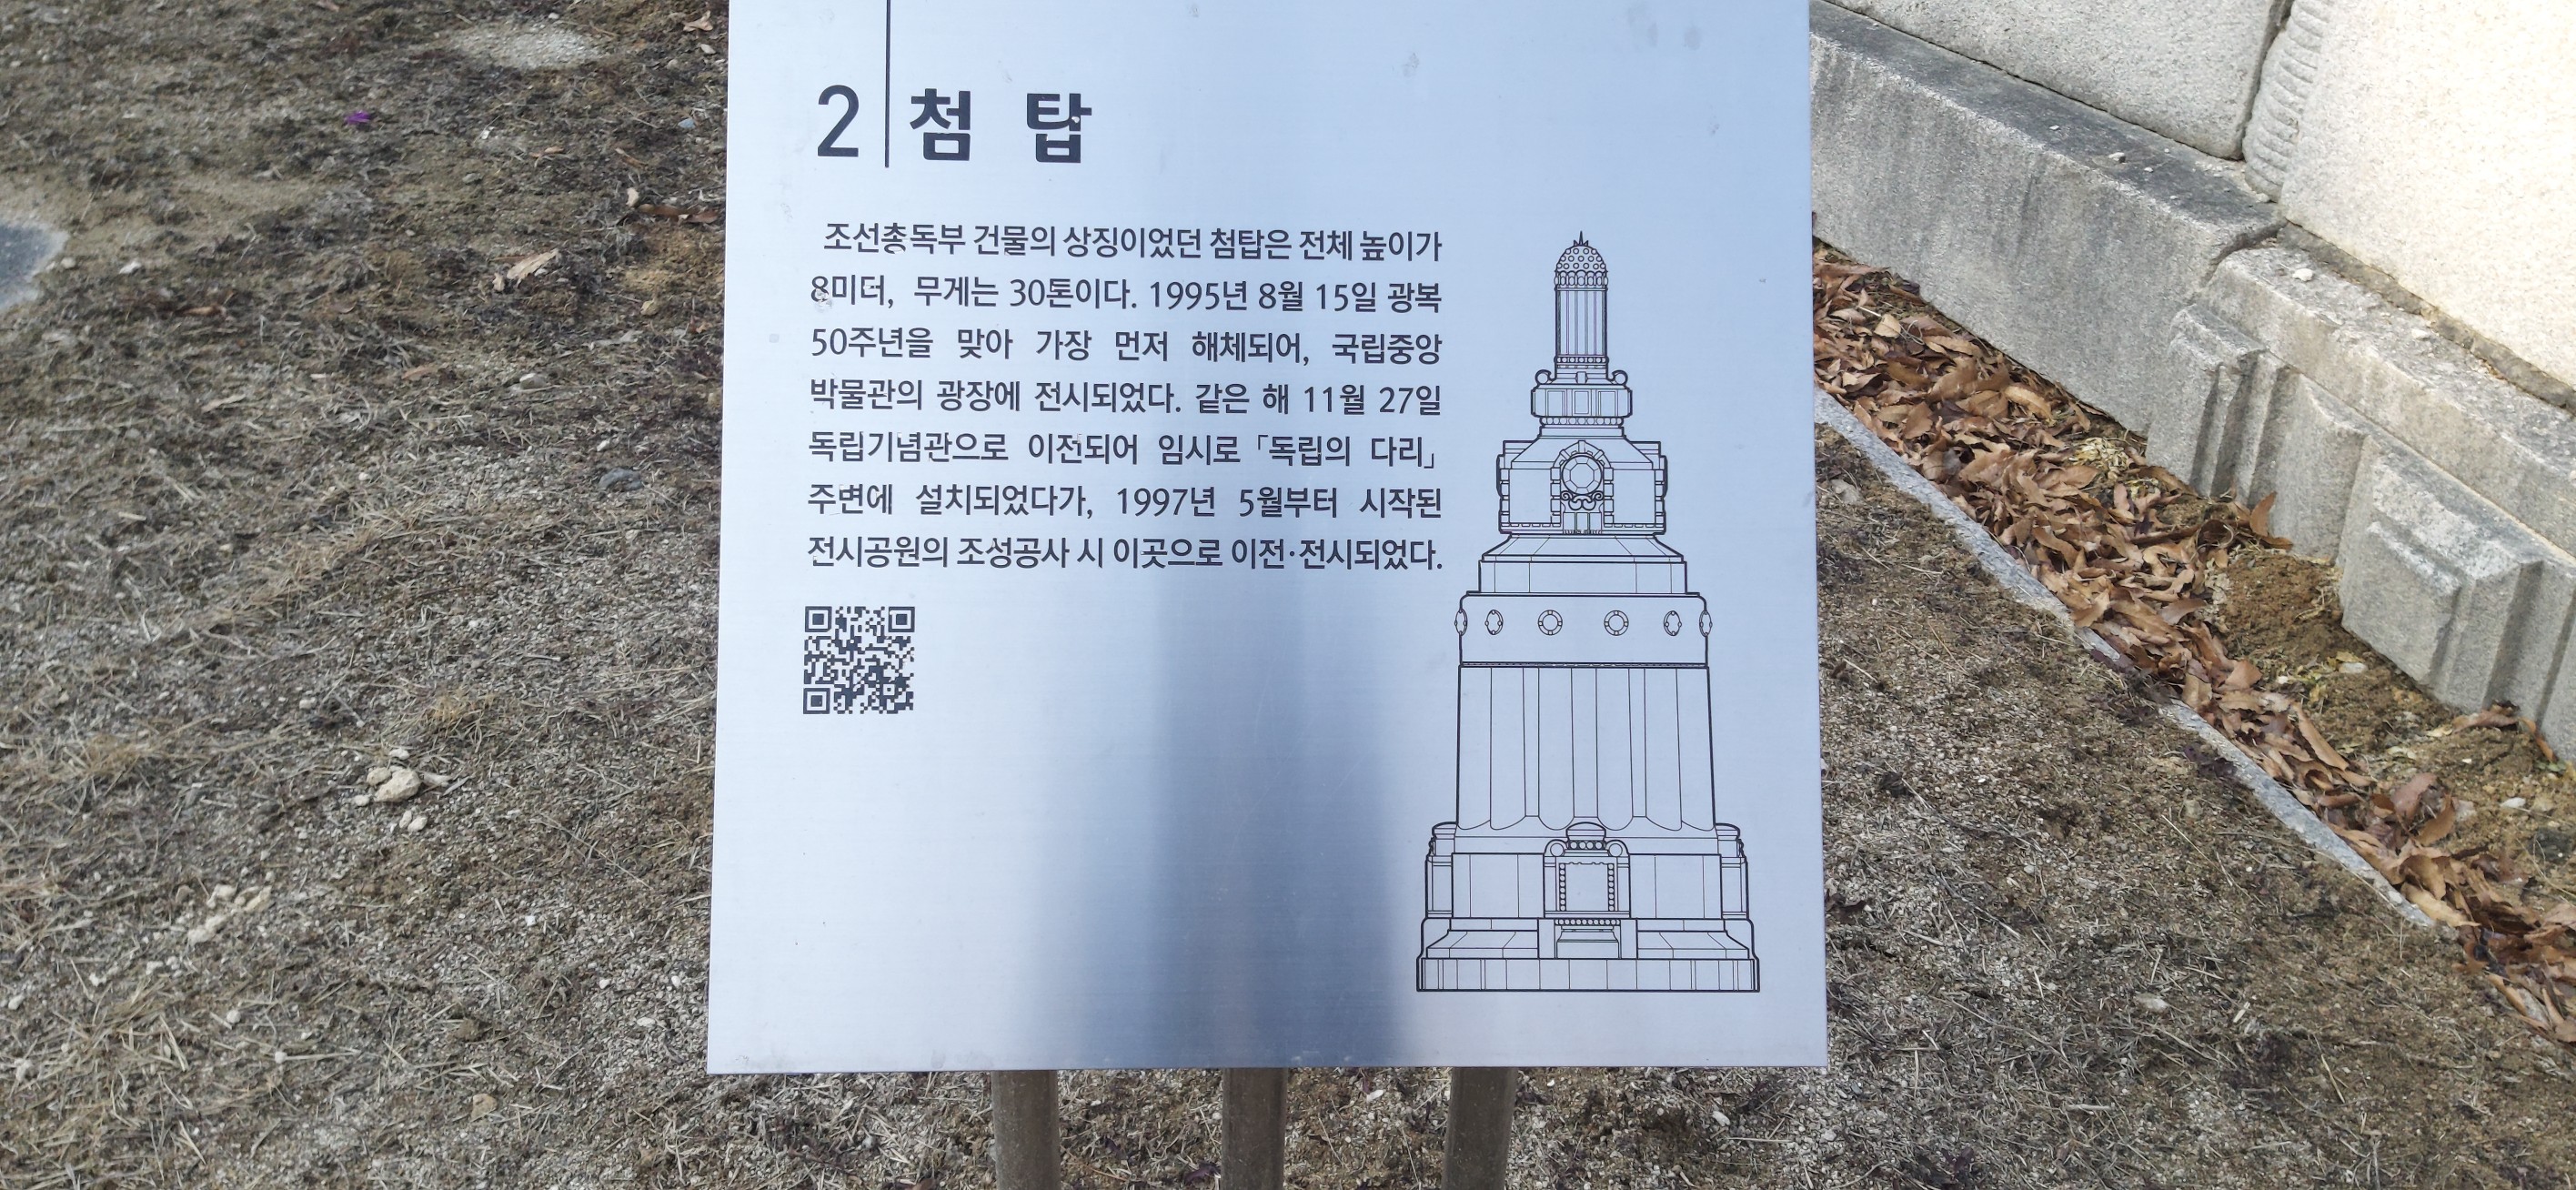 2 첨 탑
조선총독부 건물의 상징이었던 첨탑은 전체 높이가
8미터, 무게는 30톤이다. 1995년 8월 15일 광복
50주년을 맞아 가장 먼저 해체되어, 국립중앙
박물관의 광장에 전시되었다. 같은 해 11월 27일
독립기념관으로 이전되어 임시로 「독립의 다리」
주변에 설치되었다가, 1997년 5월부터 시작된
전시공원의 조성공사 시 이곳으로 이전·전시되었다.